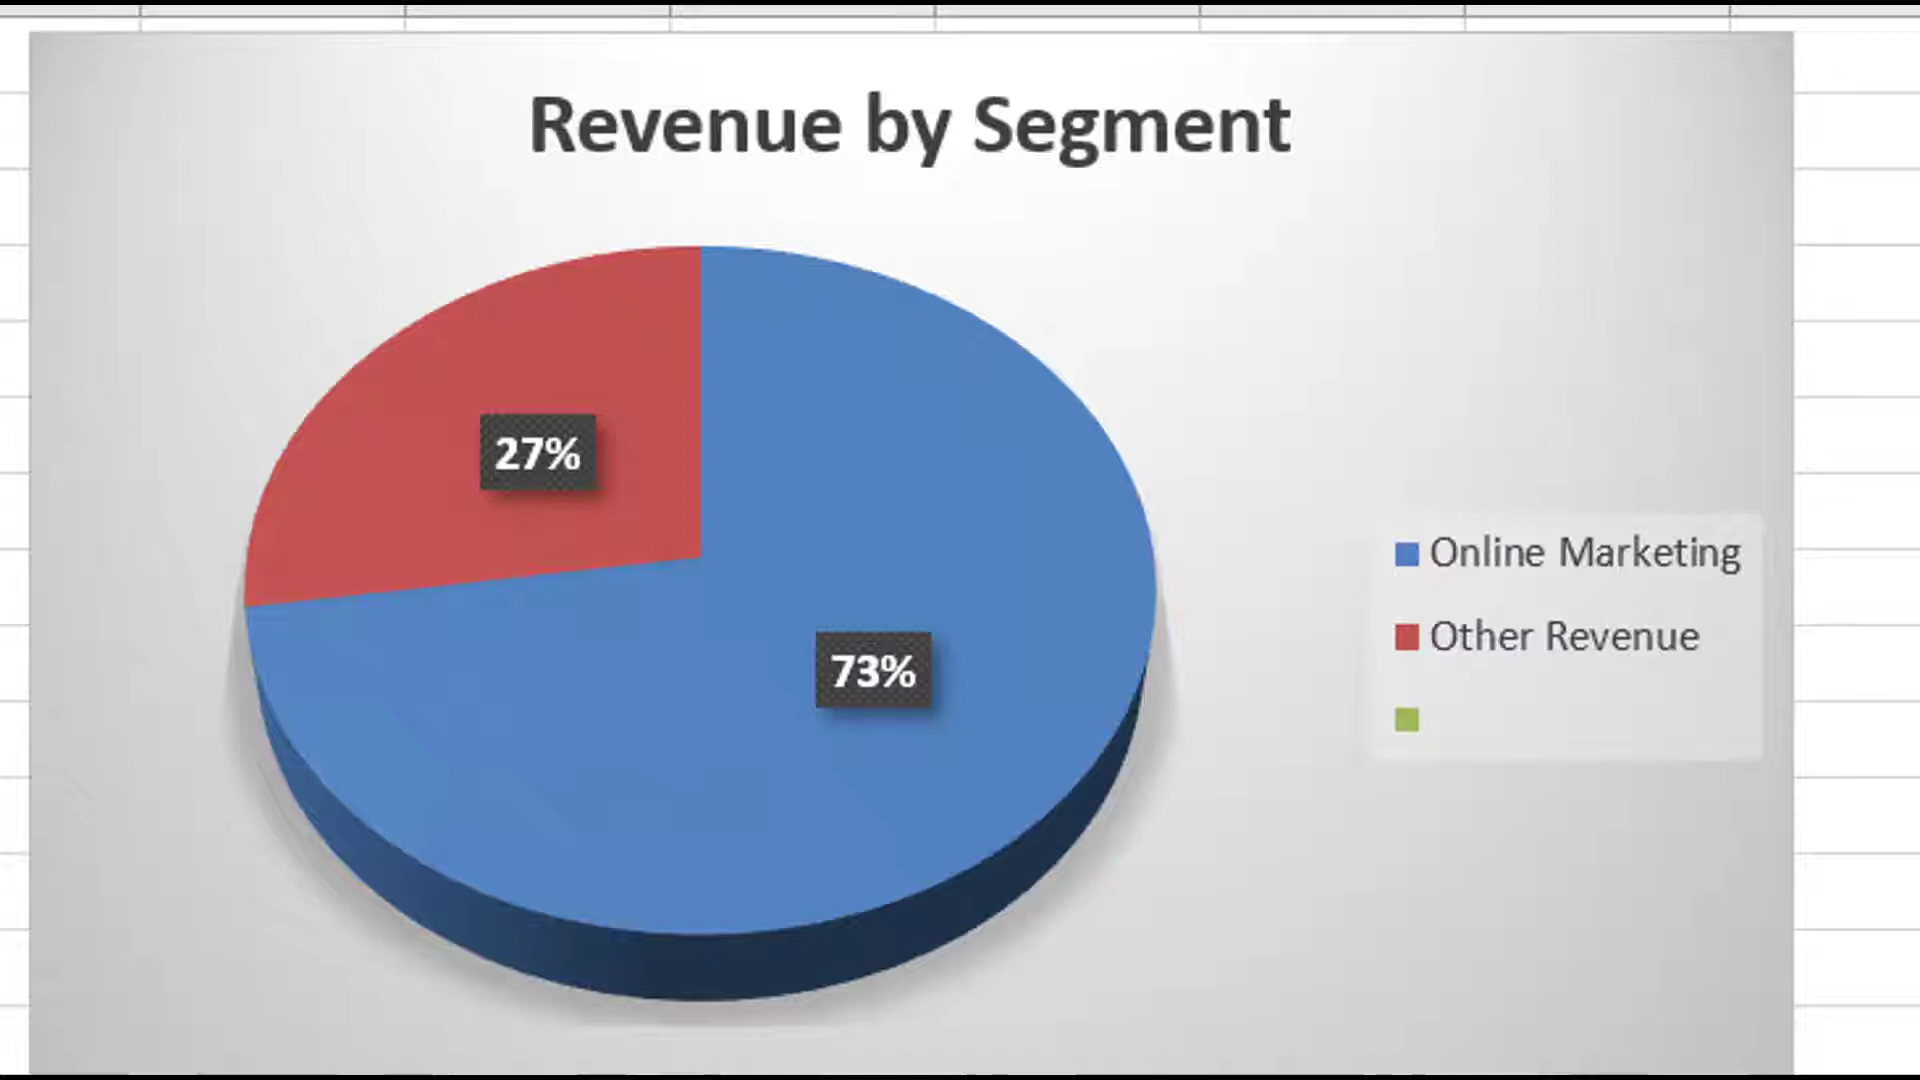 Revenue by Segment
27%
73%
Online Marketing
Other Revenue